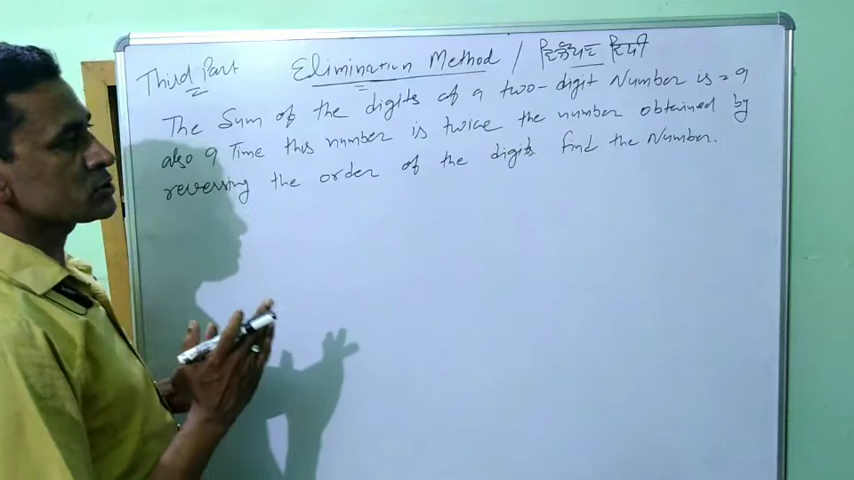 Third Part
Elimination Method /
The Sum of the digits of a two-digit Number is = 9
also 9 Time this number is twice the number obtained by
reversing the order of the digits find the Number.